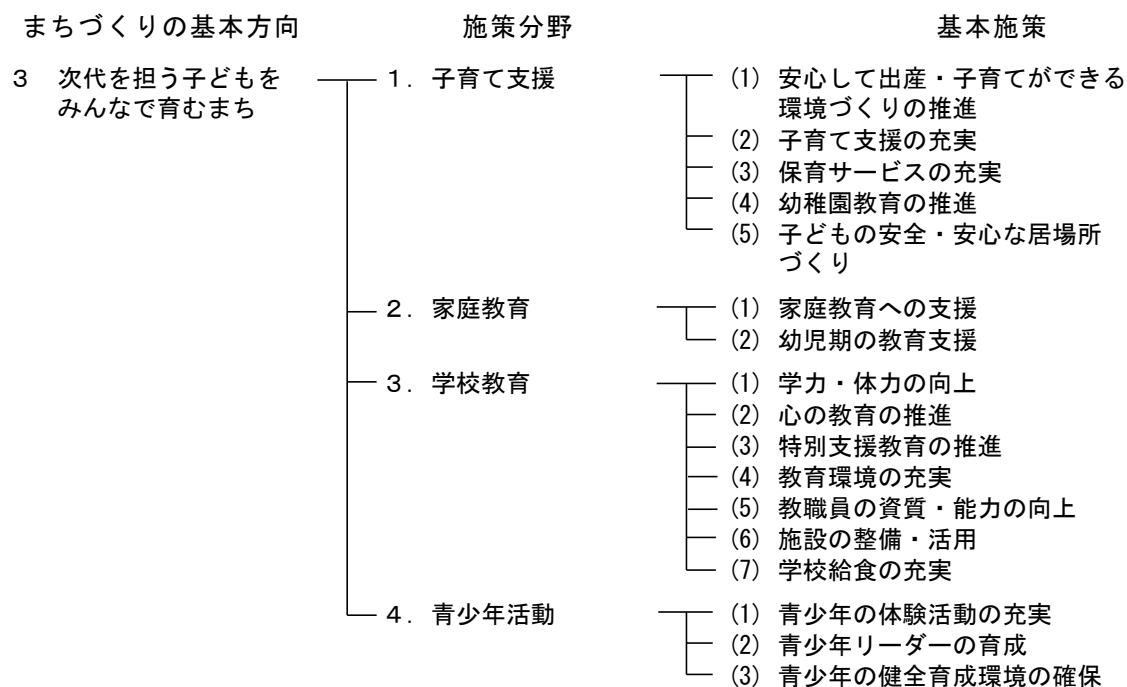 まちづくりの基本方向 施策分野 基本施策
3 次代を担う子どもを
みんなで育むまち
1．子育て支援
(1) 安心して出産・子育てができる
環境づくりの推進
(2) 子育て支援の充実
(3) 保育サービスの充実
(4) 幼稚園教育の推進
(5) 子どもの安全・安心な居場所
づくり
2．家庭教育
(1) 家庭教育への支援
(2) 幼児期の教育支援
3．学校教育
(1) 学力・体力の向上
(2) 心の教育の推進
(3) 特別支援教育の推進
(4) 教育環境の充実
(5) 教職員の資質・能力の向上
(6) 施設の整備・活用
(7) 学校給食の充実
4．青少年活動
(1) 青少年の体験活動の充実
(2) 青少年リーダーの育成
(3) 青少年の健全育成環境の確保